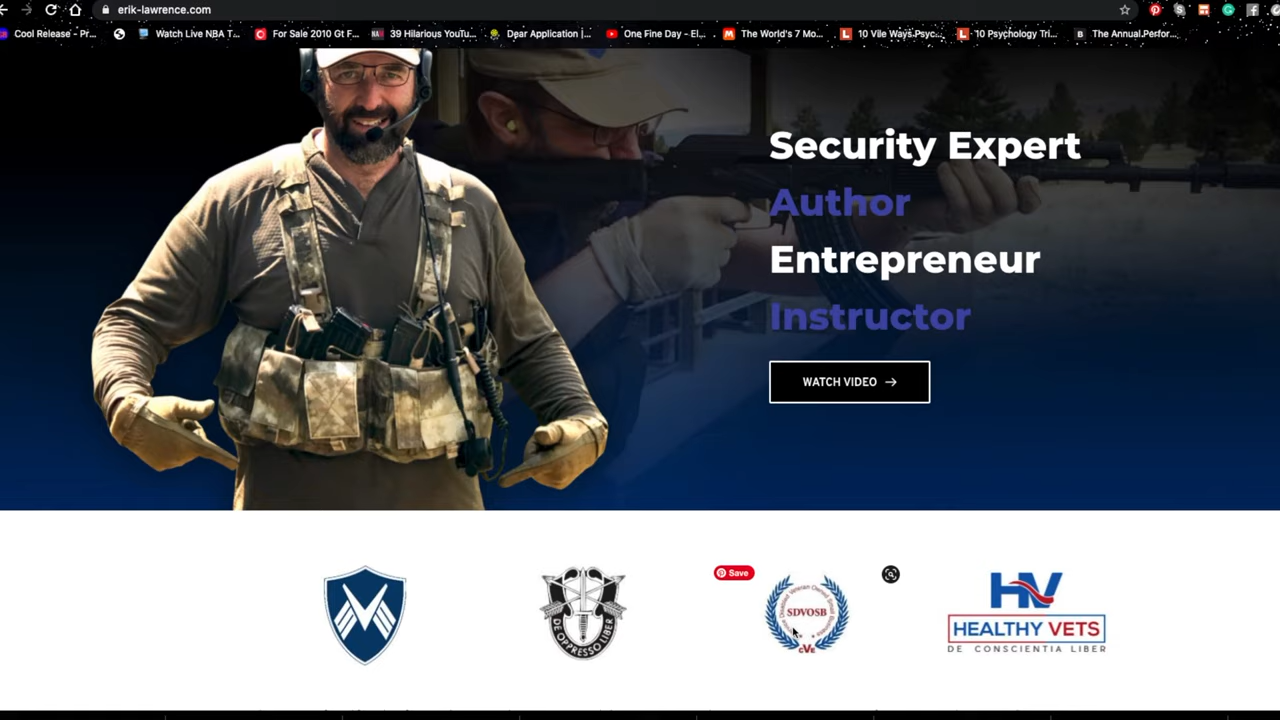 erik-lawrence.com
Cool Release - Pr...
Watch Live NBA T...
For Sale 2010 Gt F...
39 Hilarious YouTu...
Dear Application |...
One Fine Day - El...
The World's 7 Mo...
10 Vile Ways Psyc...
10 Psychology Tri...
The Annual Perfor...
Security Expert
Author
Entrepreneur
Instructor
WATCH VIDEO →
Save
DE OPPRESSO LIBER
SDVOSB
CVE
HV
HEALTHY VETS
DE CONSCIENTIA LIBER